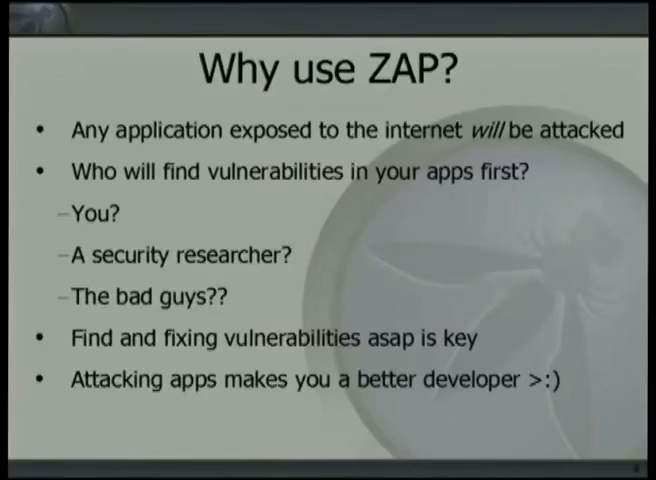 Why use ZAP?
• Any application exposed to the internet will be attacked
• Who will find vulnerabilities in your apps first?
–You?
–A security researcher?
–The bad guys??
• Find and fixing vulnerabilities asap is key
• Attacking apps makes you a better developer >:)